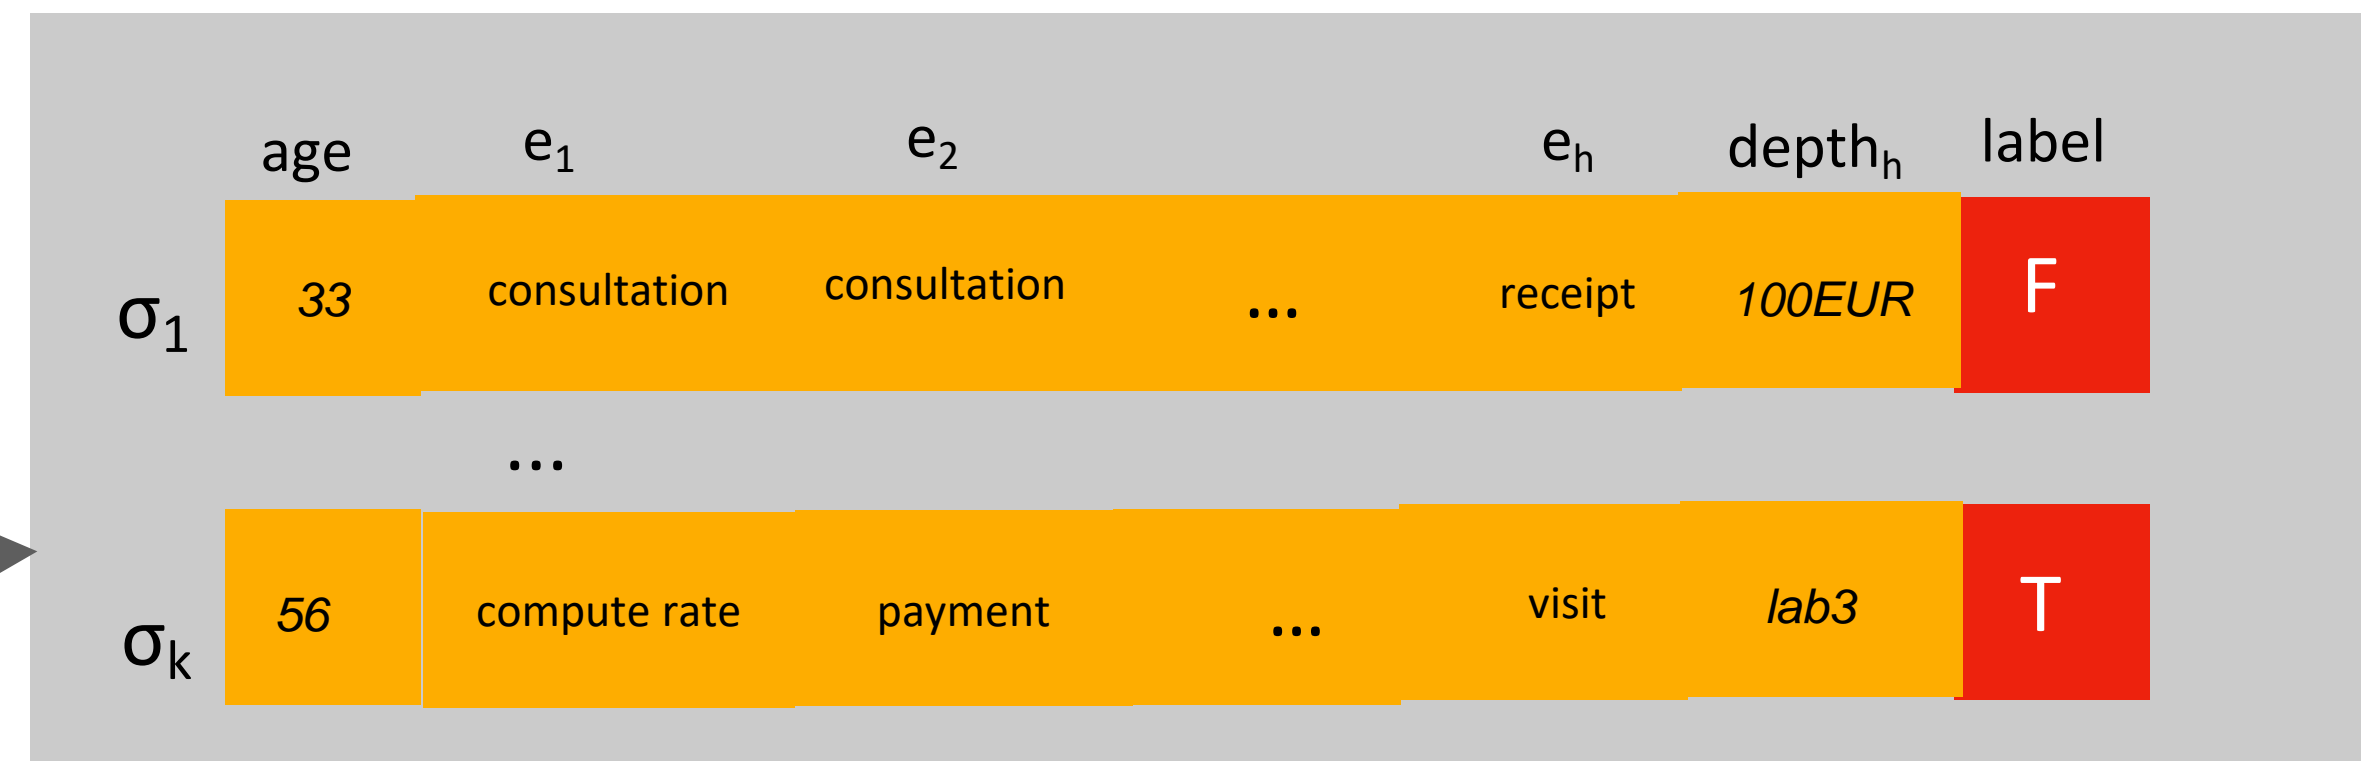 age e₁ e₂ eₕ depthₕ label
σ₁ 33 consultation consultation ... receipt 100EUR F
...
σₖ 56 compute rate payment ... visit lab3 T